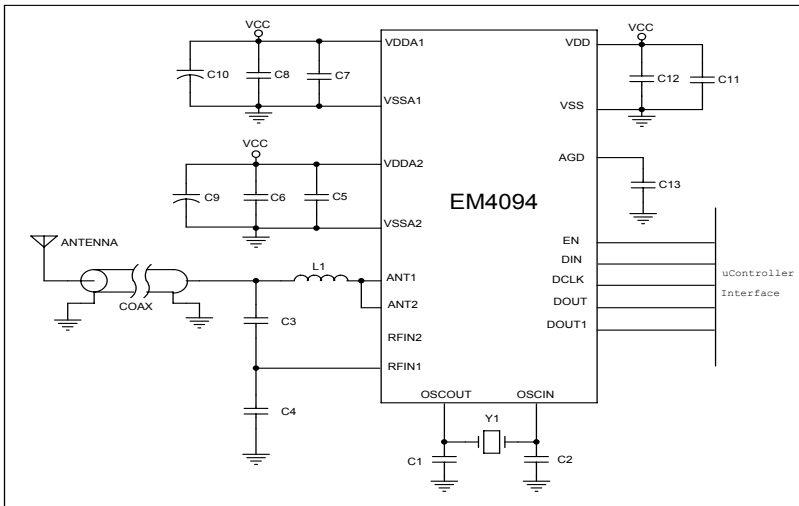 VCC
VCC
VDDA1
VDD
C10
C8
C7
C12
C11
VSSA1
VSS
VCC
VDDA2
AGD
C9
C6
C5
C13
EM4094
VSSA2
ANTENNA
EN
DIN
L1
ANT1
DCLK
uController
Interface
COAX
ANT2
DOUT
C3
RFIN2
DOUT1
RFIN1
OSCOUT
OSCIN
C4
Y1
C1
C2